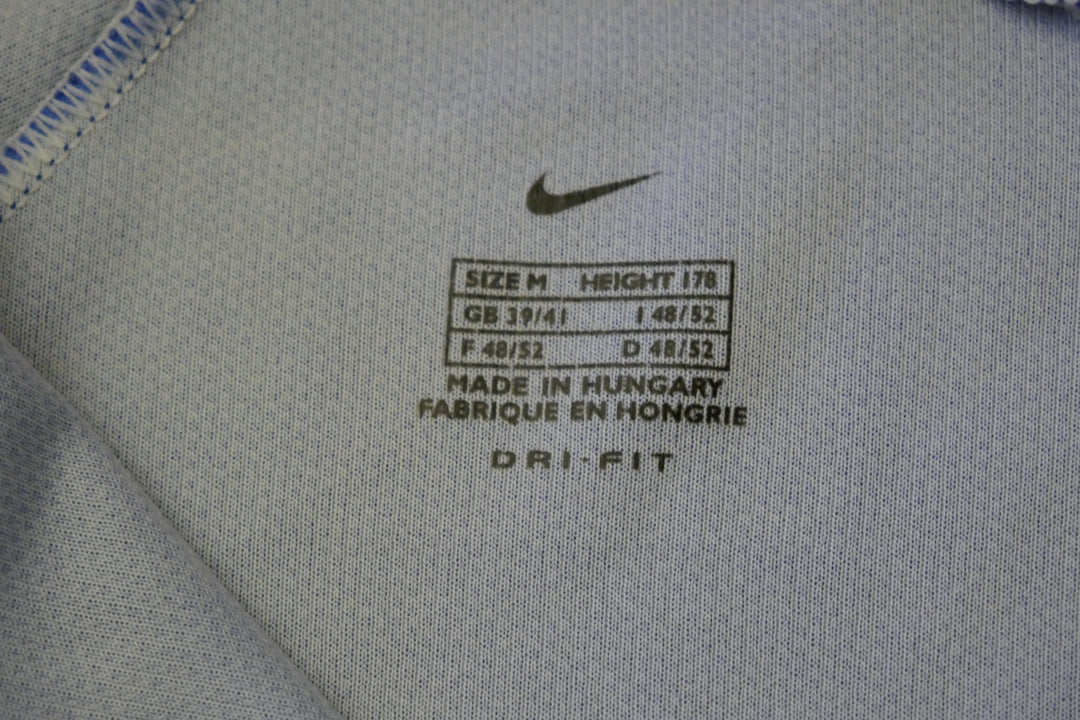 SIZE M HEIGHT 178
GB 39/41 I 48/52
F 48/52 D 48/52
MADE IN HUNGARY
FABRIQUE EN HONGRIE
DRI-FIT